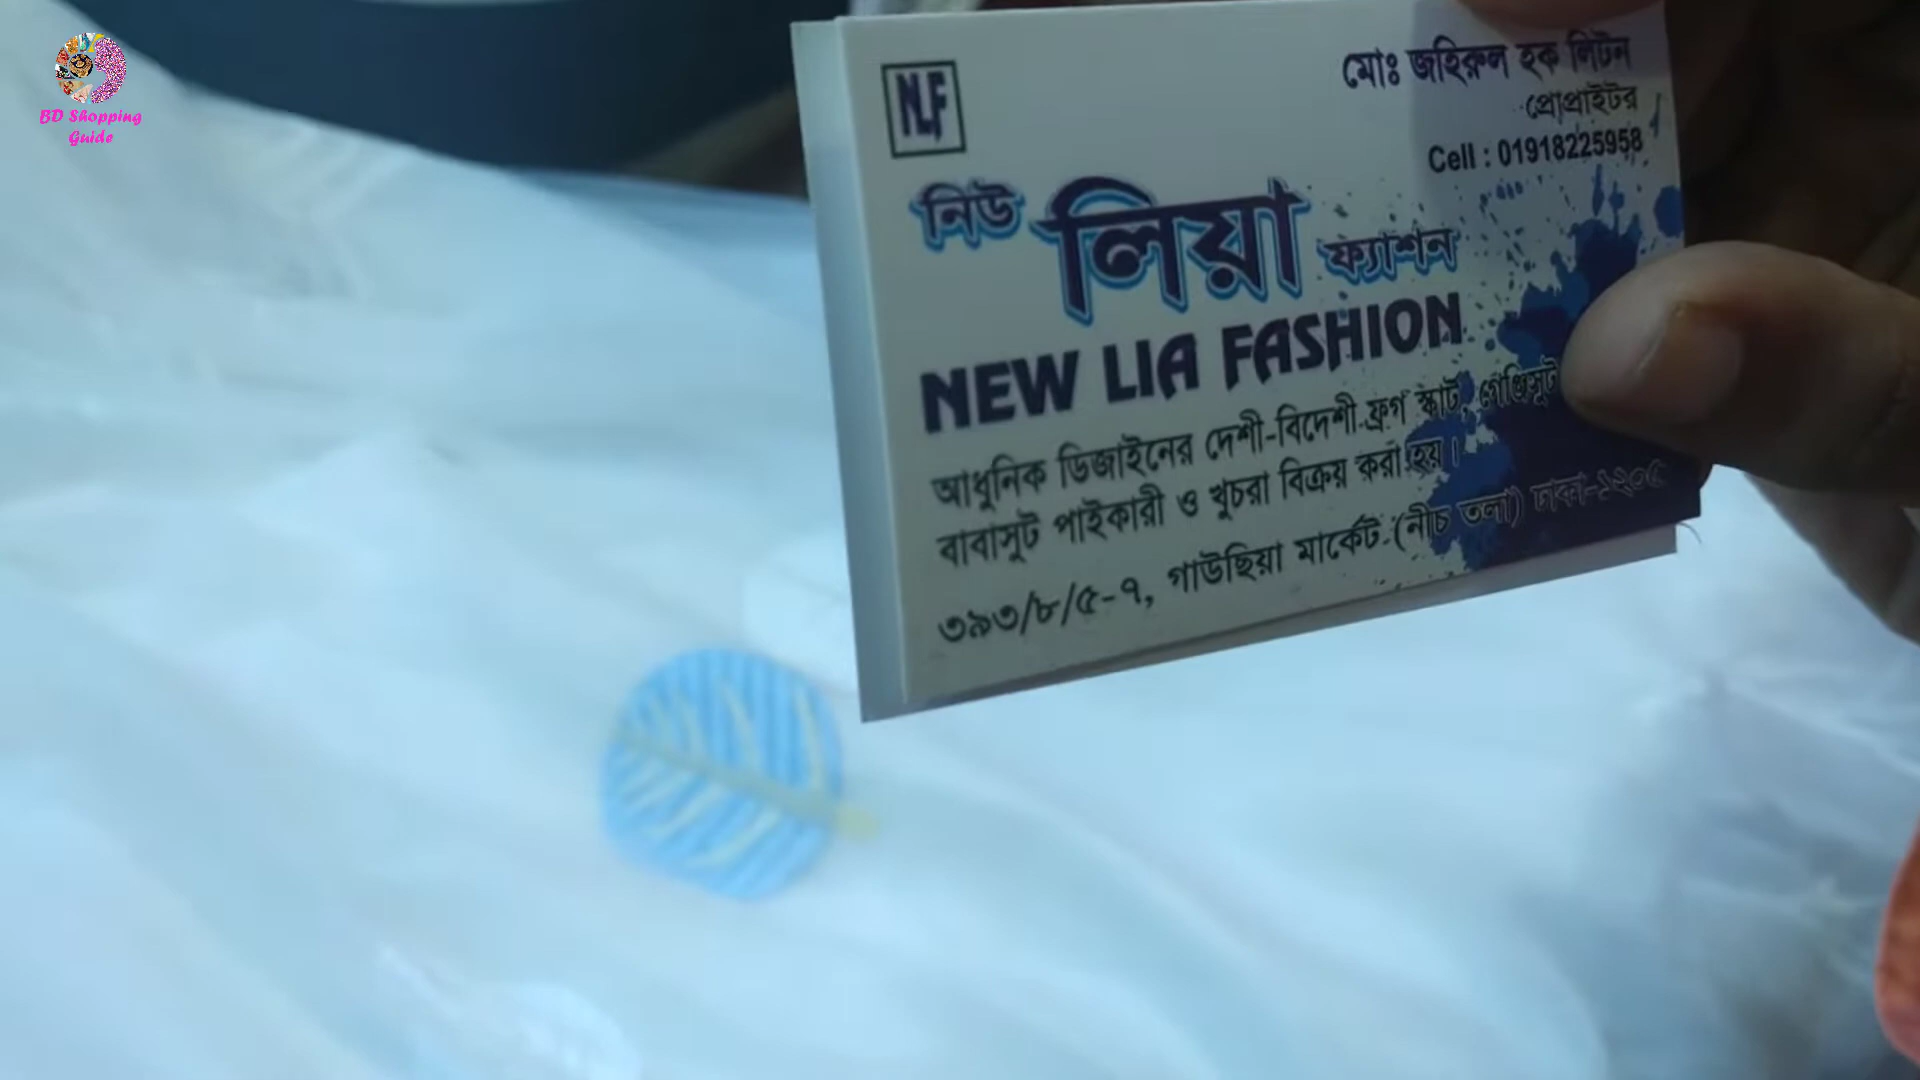 BD Shopping
Guide
NLF
মোঃ জহিরুল হক লিটন
প্রোপ্রাইটর
Cell : 01918225958
নিউ লিয়া ফ্যাশন
NEW LIA FASHION
আধুনিক ডিজাইনের দেশী-বিদেশী ফ্রগ স্কাট, গেঞ্জিসুট
বাবাসুট পাইকারী ও খুচরা বিক্রয় করা হয়।
৩৯৩/৮/৫-৭, গাউছিয়া মার্কেট (নীচ তলা) ঢাকা-১২০৫